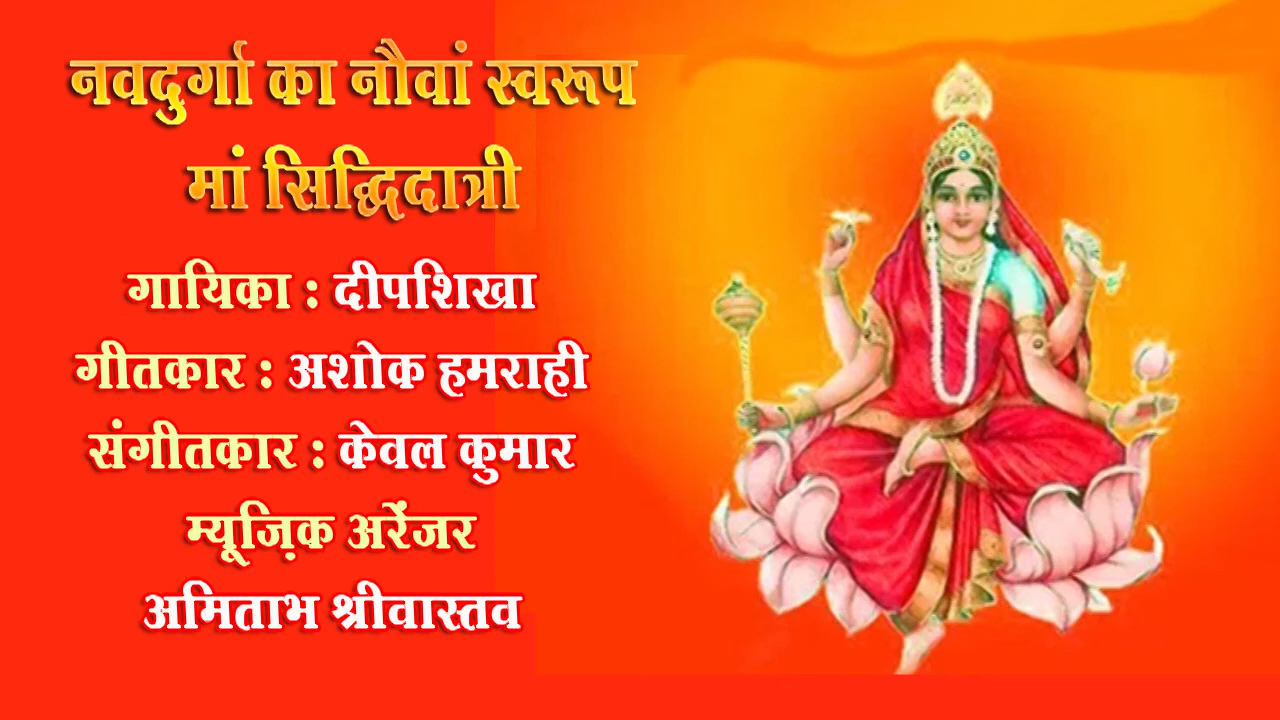 नवदुर्गा का नौवां स्वरूप
मां सिद्धिदात्री
गायिका : दीपशिखा
गीतकार : अशोक हमराही
संगीतकार : केवल कुमार
म्यूज़िक अरेंजर
अमिताभ श्रीवास्तव